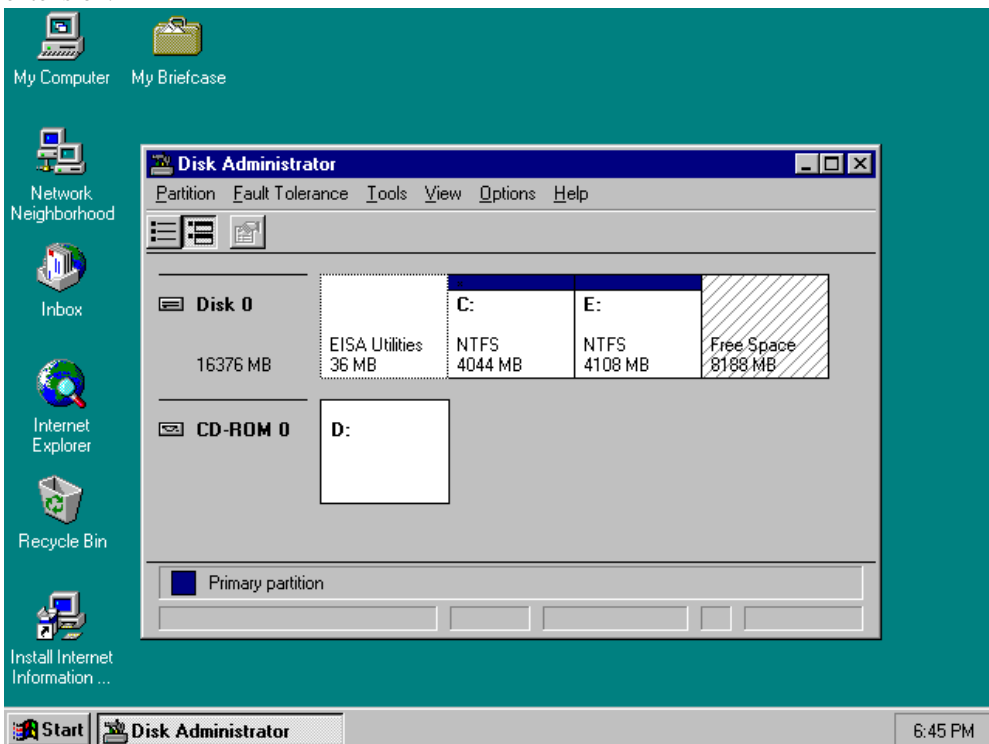 My Computer
My Briefcase
Network
Neighborhood
Inbox
Internet
Explorer
Recycle Bin
Install Internet
Information ...
Disk Administrator
Partition Fault Tolerance Tools View Options Help
Disk 0
16376 MB
EISA Utilities
36 MB
C:
NTFS
4044 MB
E:
NTFS
4108 MB
Free Space
8188 MB
CD-ROM 0
D:
Primary partition
Start
Disk Administrator
6:45 PM